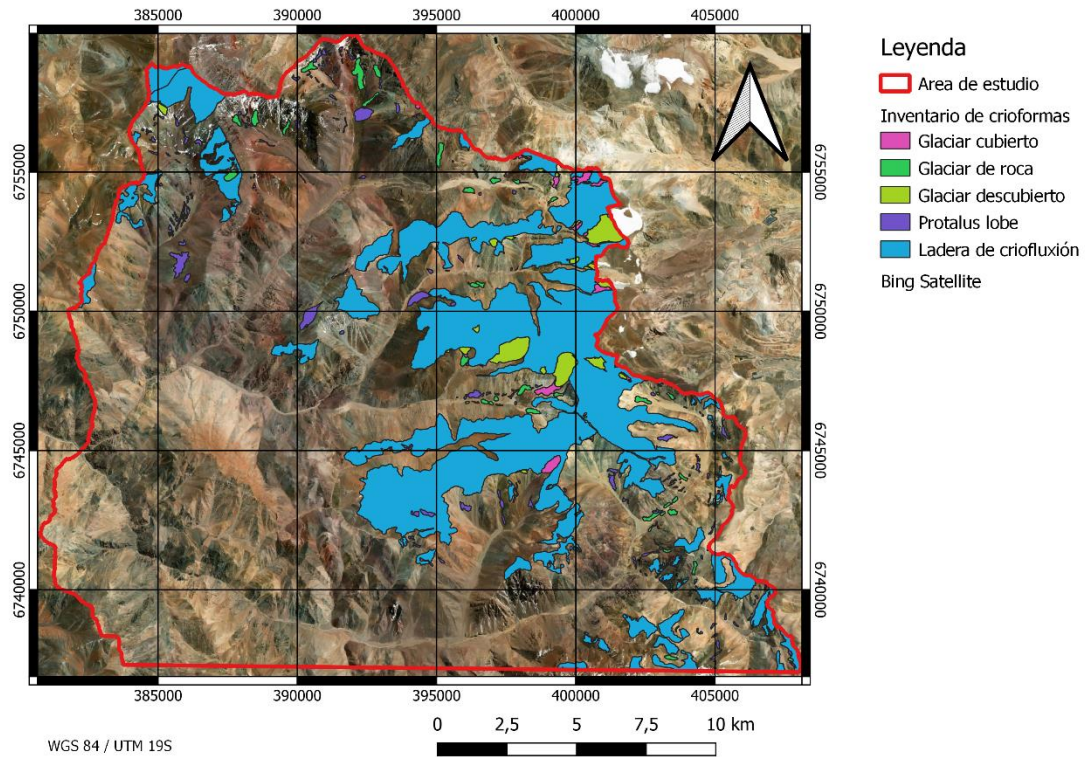 385000 390000 395000 400000 405000
6755000 6755000
6750000 6750000
6745000 6745000
6740000 6740000
385000 390000 395000 400000 405000
0 2,5 5 7,5 10 km
WGS 84 / UTM 19S
Leyenda
Area de estudio
Inventario de crioformas
Glaciar cubierto
Glaciar de roca
Glaciar descubierto
Protalus lobe
Ladera de criofluxión
Bing Satellite